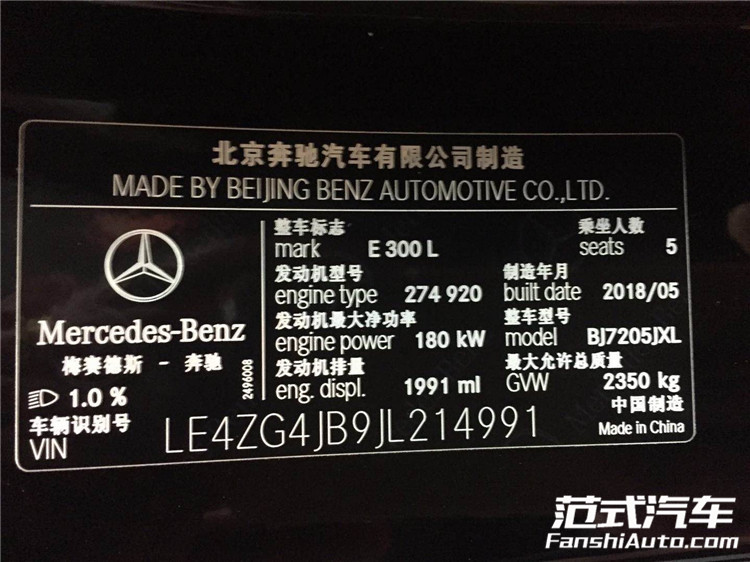 北京奔驰汽车有限公司制造
MADE BY BEIJING BENZ AUTOMOTIVE CO.,LTD.
整车标志 乘坐人数
mark E 300 L seats 5
发动机型号 制造年月
engine type 274 920 built date 2018/05
发动机最大净功率 整车型号
engine power 180 kW model BJ7205JXL
发动机排量 最大允许总质量
eng. displ. 1991 ml GVW 2350 kg
中国制造
Made in China
Mercedes-Benz
梅赛德斯 - 奔驰
2496008
1.0 %
车辆识别号
VIN LE4ZG4JB9JL214991
范式汽车
FanshiAuto.com